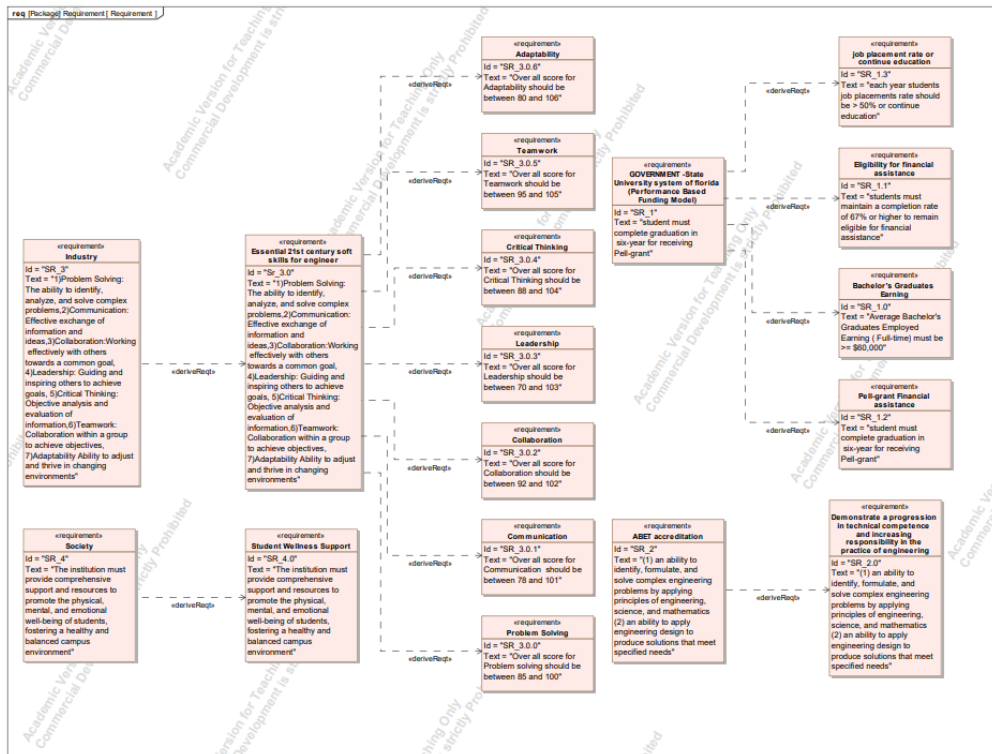 req [Package] Requirement [ Requirement ]
«requirement»
Adaptability
Id = "SR_3.0.6"
Text = "Over all score for
Adaptability should be
between 80 and 106"
«requirement»
Teamwork
Id = "SR_3.0.5"
Text = "Over all score for
Teamwork should be
between 95 and 105"
«requirement»
Critical Thinking
Id = "SR_3.0.4"
Text = "Over all score for
Critical Thinking should be
between 88 and 104"
«requirement»
Leadership
Id = "SR_3.0.3"
Text = "Over all score for
Leadership should be
between 70 and 103"
«requirement»
Collaboration
Id = "SR_3.0.2"
Text = "Over all score for
Collaboration should be
between 92 and 102"
«requirement»
Communication
Id = "SR_3.0.1"
Text = "Over all score for
Communication should be
between 78 and 101"
«requirement»
Problem Solving
Id = "SR_3.0.0"
Text = "Over all score for
Problem solving should be
between 85 and 100"
«requirement»
Industry
Id = "SR_3"
Text = "1)Problem Solving:
The ability to identify,
analyze, and solve complex
problems,2)Communication:
Effective exchange of
information and
ideas,3)Collaboration:Working
effectively with others
towards a common goal,
4)Leadership: Guiding and
inspiring others to achieve
goals, 5)Critical Thinking:
Objective analysis and
evaluation of
information,6)Teamwork:
Collaboration within a group
to achieve objectives,
7)Adaptability Ability to adjust
and thrive in changing
environments"
«requirement»
Essential 21st century soft
skills for engineer
Id = "Sr_3.0"
Text = "1)Problem Solving:
The ability to identify,
analyze, and solve complex
problems,2)Communication:
Effective exchange of
information and
ideas,3)Collaboration:Working
effectively with others
towards a common goal,
4)Leadership: Guiding and
inspiring others to achieve
goals, 5)Critical Thinking:
Objective analysis and
evaluation of
information,6)Teamwork:
Collaboration within a group
to achieve objectives,
7)Adaptability Ability to adjust
and thrive in changing
environments"
«requirement»
Society
Id = "SR_4"
Text = "The institution must
provide comprehensive
support and resources to
promote the physical,
mental, and emotional
well-being of students,
fostering a healthy and
balanced campus
environment"
«requirement»
Student Wellness Support
Id = "SR_4.0"
Text = "The institution must
provide comprehensive
support and resources to
promote the physical,
mental, and emotional
well-being of students,
fostering a healthy and
balanced campus
environment"
«requirement»
GOVERNMENT -State
University system of florida
(Performance Based
Funding Model)
Id = "SR_1"
Text = "student must
complete graduation in
six-year for receiving
Pell-grant"
«requirement»
job placement rate or
continue education
Id = "SR_1.3"
Text = "each year students
job placements rate should
be > 50% or continue
education"
«requirement»
Eligibility for financial
assistance
Id = "SR_1.1"
Text = "students must
maintain a completion rate
of 67% or higher to remain
eligible for financial
assistance"
«requirement»
Bachelor's Graduates
Earning
Id = "SR_1.0"
Text = "Average Bachelor's
Graduates Employed
Earning ( Full-time) must be
>= $60,000"
«requirement»
Pell-grant Financial
assistance
Id = "SR_1.2"
Text = "student must
complete graduation in
six-year for receiving
Pell-grant"
«requirement»
ABET accreditation
Id = "SR_2"
Text = "(1) an ability to
identify, formulate, and
solve complex engineering
problems by applying
principles of engineering,
science, and mathematics
(2) an ability to apply
engineering design to
produce solutions that meet
specified needs"
«requirement»
Demonstrate a progression
in technical competence
and increasing
responsibility in the
practice of engineering
Id = "SR_2.0"
Text = "(1) an ability to
identify, formulate, and
solve complex engineering
problems by applying
principles of engineering,
science, and mathematics
(2) an ability to apply
engineering design to
produce solutions that meet
specified needs"
«deriveReqt»
«deriveReqt»
«deriveReqt»
«deriveReqt»
«deriveReqt»
«deriveReqt»
«deriveReqt»
«deriveReqt»
«deriveReqt»
«deriveReqt»
«deriveReqt»
«deriveReqt»
«deriveReqt»
«deriveReqt»
Academic Version for Teaching Only
Commercial Development is strictly Prohibited